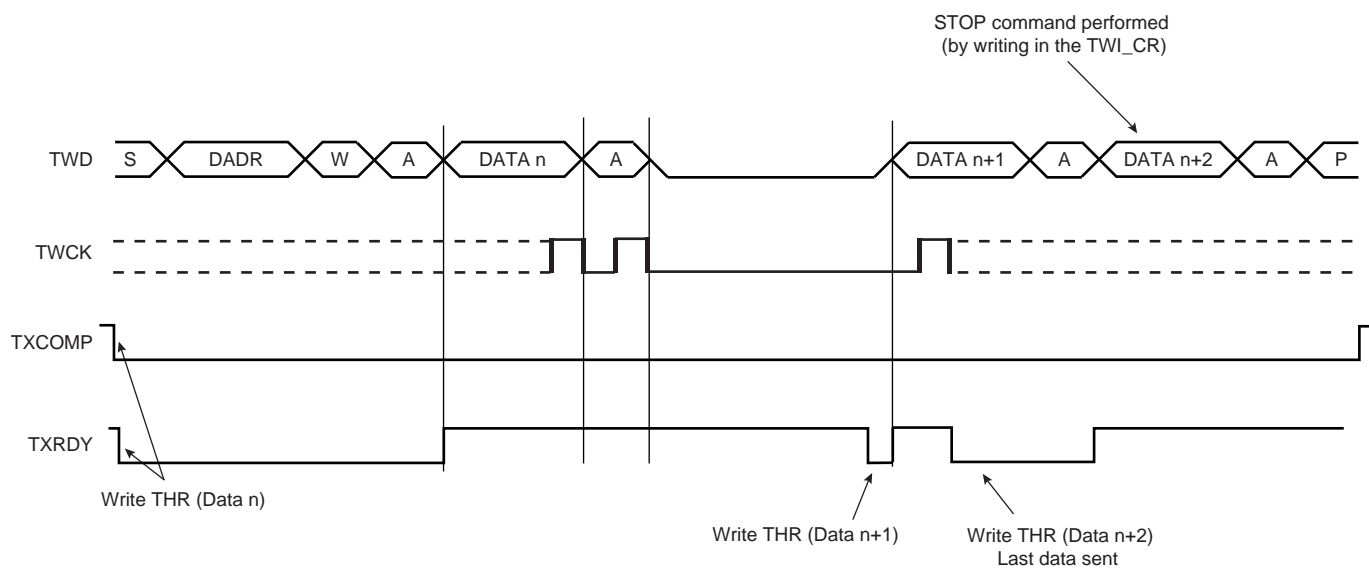 STOP command performed
(by writing in the TWI_CR)
TWD S DADR W A DATA n A DATA n+1 A DATA n+2 A P
TWCK
TXCOMP
TXRDY
Write THR (Data n)
Write THR (Data n+1)
Write THR (Data n+2)
Last data sent